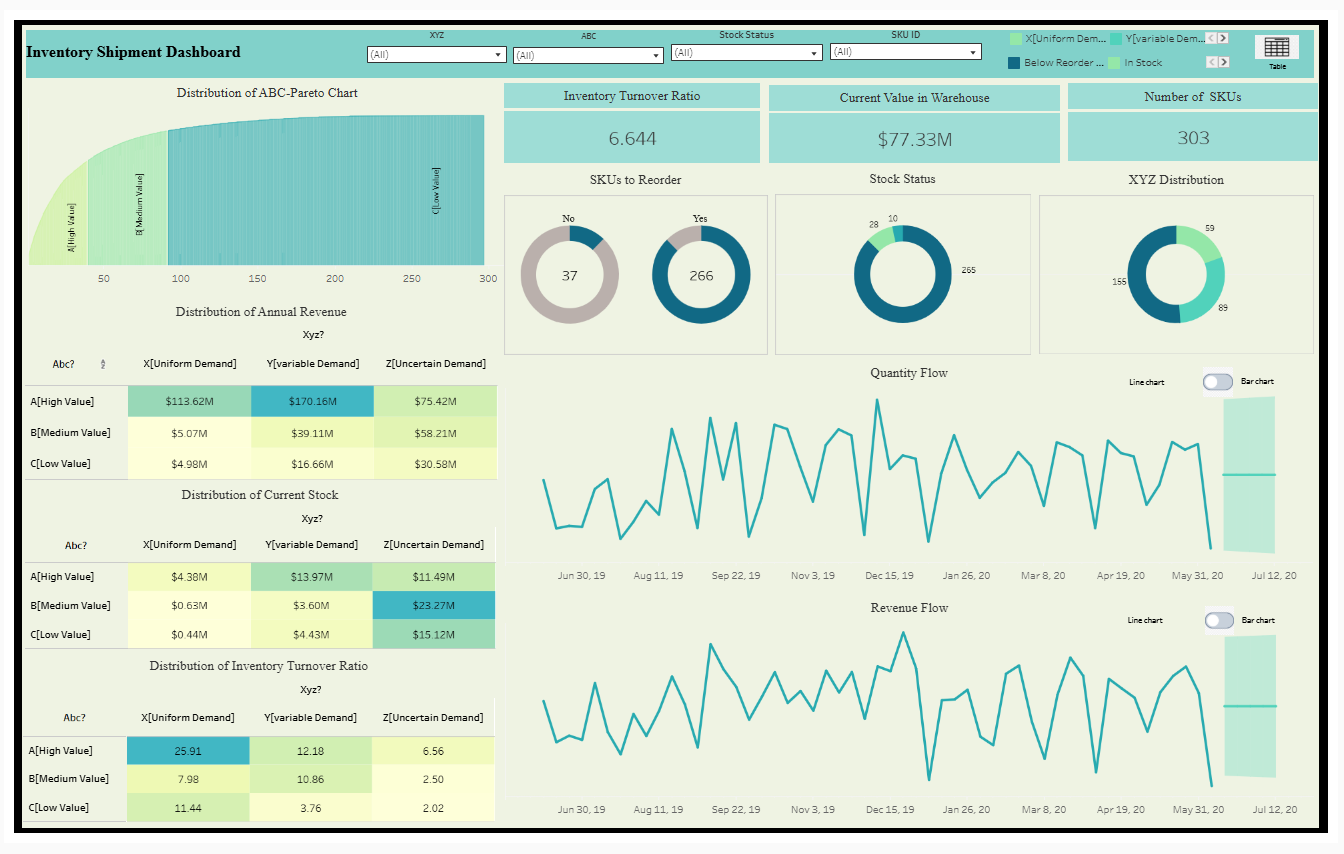 Inventory Shipment Dashboard
XYZ
(All)
ABC
(All)
Stock Status
(All)
SKU ID
(All)
X[Uniform Dem... Y[variable Dem...
Below Reorder ... In Stock
Table
Distribution of ABC-Pareto Chart
A[High Value]
B[Medium Value]
C[Low Value]
50 100 150 200 250 300
Inventory Turnover Ratio
6.644
Current Value in Warehouse
$77.33M
Number of SKUs
303
SKUs to Reorder
No Yes
37 266
Stock Status
28 10
265
XYZ Distribution
59
155
89
Distribution of Annual Revenue
Xyz?
Abc? X[Uniform Demand] Y[variable Demand] Z[Uncertain Demand]
A[High Value] $113.62M $170.16M $75.42M
B[Medium Value] $5.07M $39.11M $58.21M
C[Low Value] $4.98M $16.66M $30.58M
Distribution of Current Stock
Xyz?
Abc? X[Uniform Demand] Y[variable Demand] Z[Uncertain Demand]
A[High Value] $4.38M $13.97M $11.49M
B[Medium Value] $0.63M $3.60M $23.27M
C[Low Value] $0.44M $4.43M $15.12M
Distribution of Inventory Turnover Ratio
Xyz?
Abc? X[Uniform Demand] Y[variable Demand] Z[Uncertain Demand]
A[High Value] 25.91 12.18 6.56
B[Medium Value] 7.98 10.86 2.50
C[Low Value] 11.44 3.76 2.02
Quantity Flow
Line chart Bar chart
Jun 30, 19 Aug 11, 19 Sep 22, 19 Nov 3, 19 Dec 15, 19 Jan 26, 20 Mar 8, 20 Apr 19, 20 May 31, 20 Jul 12, 20
Revenue Flow
Line chart Bar chart
Jun 30, 19 Aug 11, 19 Sep 22, 19 Nov 3, 19 Dec 15, 19 Jan 26, 20 Mar 8, 20 Apr 19, 20 May 31, 20 Jul 12, 20